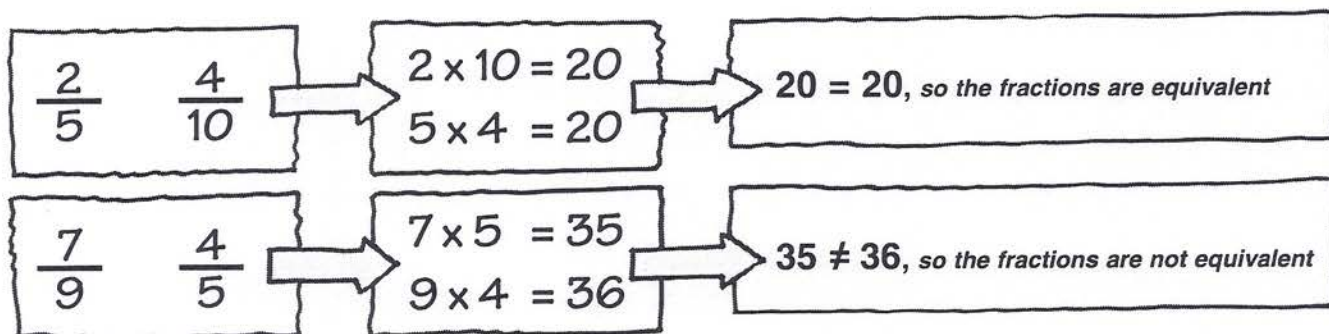 2/5 4/10
2 x 10 = 20
5 x 4 = 20
20 = 20, so the fractions are equivalent
7/9 4/5
7 x 5 = 35
9 x 4 = 36
35 ≠ 36, so the fractions are not equivalent